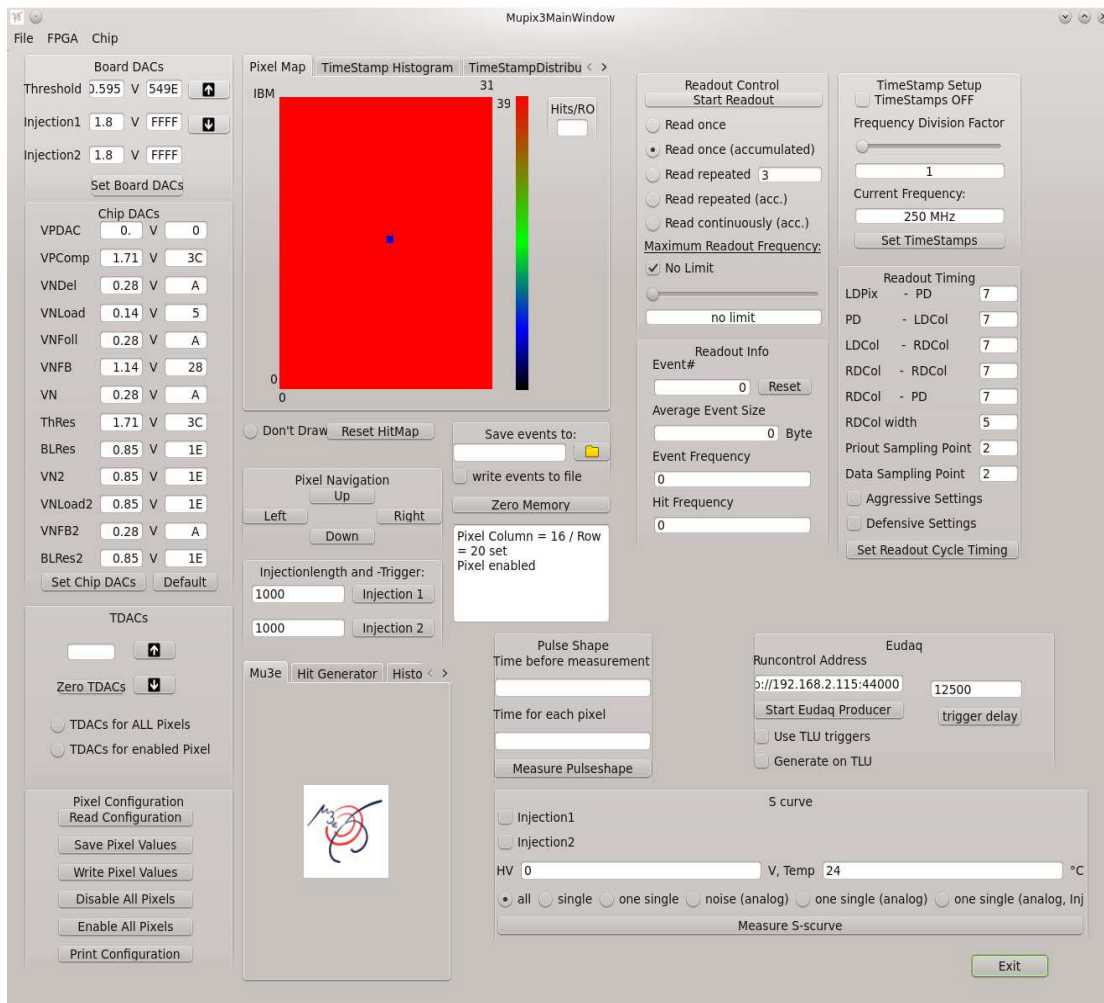 Mupix3MainWindow
File FPGA Chip
Board DACs
Threshold 0.595 V 549E
Injection1 1.8 V FFFF
Injection2 1.8 V FFFF
Set Board DACs
Chip DACs
VPDAC 0. V 0
VPComp 1.71 V 3C
VNDel 0.28 V A
VNLoad 0.14 V 5
VNFoll 0.28 V A
VNFB 1.14 V 28
VN 0.28 V A
ThRes 1.71 V 3C
BLRes 0.85 V 1E
VN2 0.85 V 1E
VNLoad2 0.85 V 1E
VNFB2 0.28 V A
BLRes2 0.85 V 1E
Set Chip DACs Default
TDACs
Zero TDACs
TDACs for ALL Pixels
TDACs for enabled Pixel
Pixel Configuration
Read Configuration
Save Pixel Values
Write Pixel Values
Disable All Pixels
Enable All Pixels
Print Configuration
Pixel Map TimeStamp Histogram TimeStampDistribu < >
IBM 31
39
Hits/RO
0
0
Don't Draw Reset HitMap
Pixel Navigation
Up
Left Right
Down
Injectionlength and -Trigger:
1000 Injection 1
1000 Injection 2
Save events to:
write events to file
Zero Memory
Pixel Column = 16 / Row
= 20 set
Pixel enabled
Mu3e Hit Generator Histo < >
Mu3e
Readout Control
Start Readout
Read once
Read once (accumulated)
Read repeated 3
Read repeated (acc.)
Read continuously (acc.)
Maximum Readout Frequency:
No Limit
no limit
Readout Info
Event#
0 Reset
Average Event Size
0 Byte
Event Frequency
0
Hit Frequency
0
TimeStamp Setup
TimeStamps OFF
Frequency Division Factor
1
Current Frequency:
250 MHz
Set TimeStamps
Readout Timing
LDPix - PD 7
PD - LDCol 7
LDCol - RDCol 7
RDCol - RDCol 7
RDCol - PD 7
RDCol width 5
Priout Sampling Point 2
Data Sampling Point 2
Aggressive Settings
Defensive Settings
Set Readout Cycle Timing
Pulse Shape
Time before measurement
Time for each pixel
Measure Pulseshape
Eudaq
Runcontrol Address
p://192.168.2.115:44000 12500
Start Eudaq Producer trigger delay
Use TLU triggers
Generate on TLU
S curve
Injection1
Injection2
HV 0 V, Temp 24 °C
all single one single noise (analog) one single (analog) one single (analog, Inj
Measure S-scurve
Exit